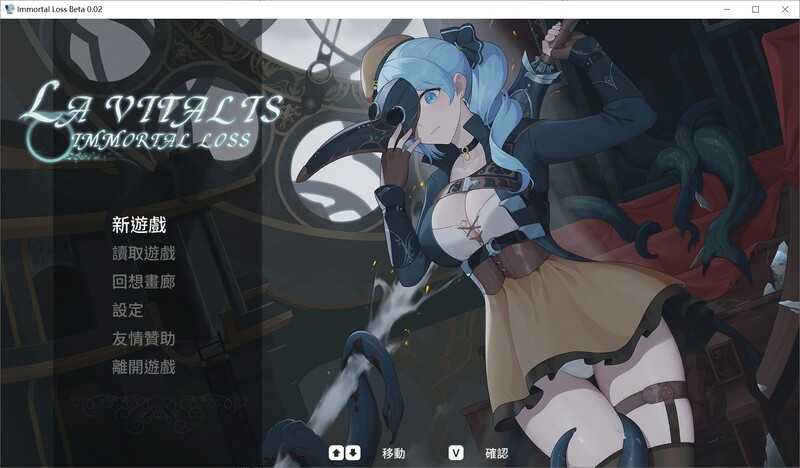 Immortal Loss Beta 0.02
LA VITALIS
IMMORTAL LOSS
新遊戲
讀取遊戲
回想畫廊
設定
友情贊助
離開遊戲
移動 V 確認